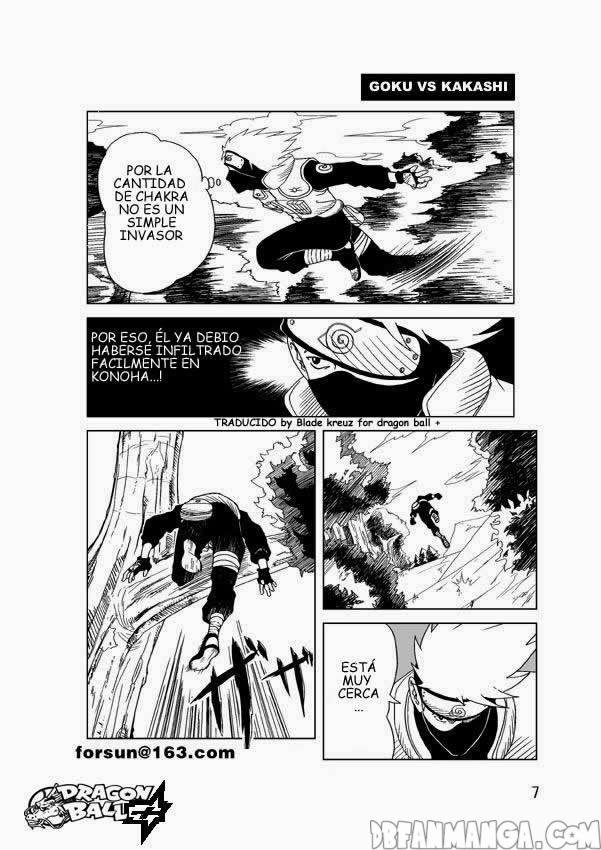 GOKU VS KAKASHI
POR LA
CANTIDAD
DE CHAKRA
NO ES UN
SIMPLE
INVASOR
POR ESO, ÉL YA DEBIO
HABERSE INFILTRADO
FACILMENTE EN
KONOHA...!
TRADUCIDO by Blade kreuz for dragon ball +
ESTÁ
MUY
CERCA
...
forsun@163.com
DRAGON
BALL
7
DBFANMANGA.COM